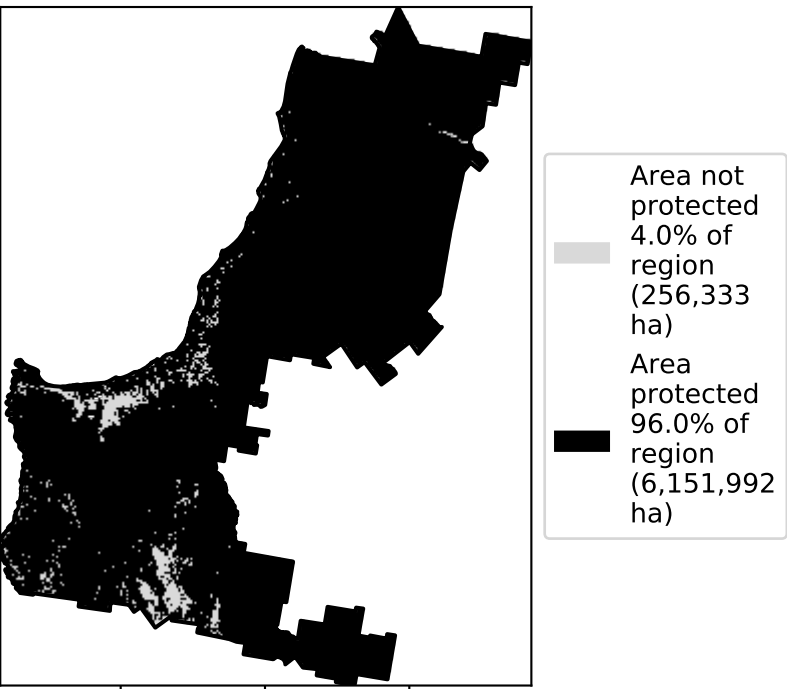 Area not
protected
4.0% of
region
(256,333
ha)
Area
protected
96.0% of
region
(6,151,992
ha)